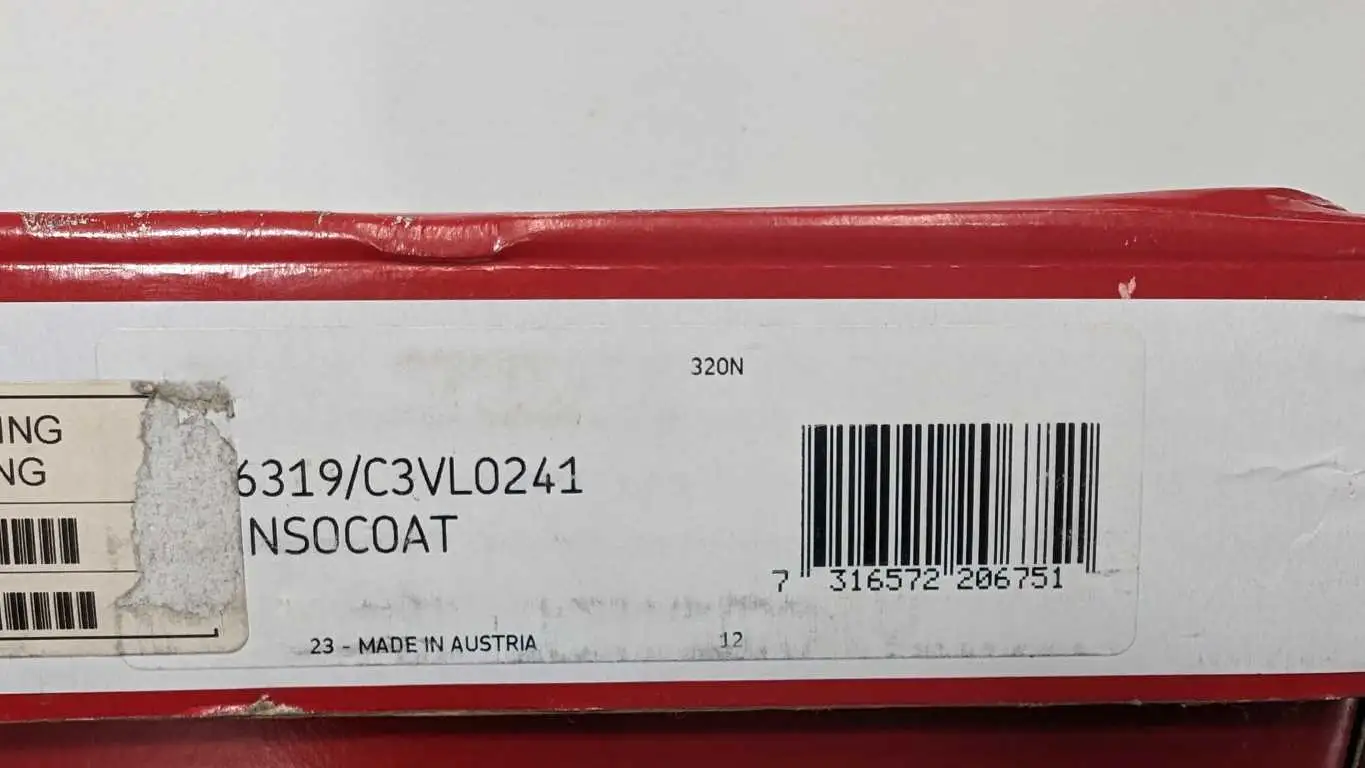 320N
ING
NG
6319/C3VL0241
NSOCOAT
7 316572 206751
23 - MADE IN AUSTRIA
12